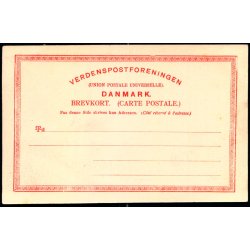 VERDENSPOSTFORENINGEN
(UNION POSTALE UNIVERSELLE).
DANMARK.
BREVKORT. (CARTE POSTALE.)
Paa denne Side skrives kun Adressen. (Côté réservé à l'adresse.)
Til